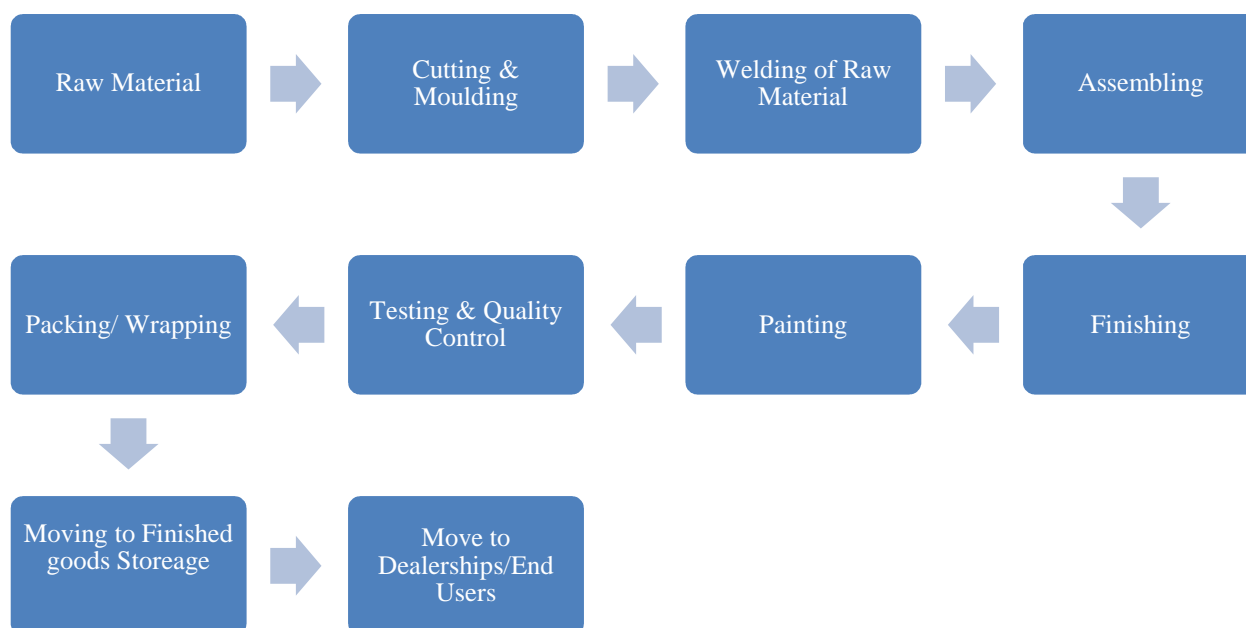 Raw Material
Cutting &
Moulding
Welding of Raw
Material
Assembling
Finishing
Painting
Testing & Quality
Control
Packing/ Wrapping
Moving to Finished
goods Storeage
Move to
Dealerships/End
Users